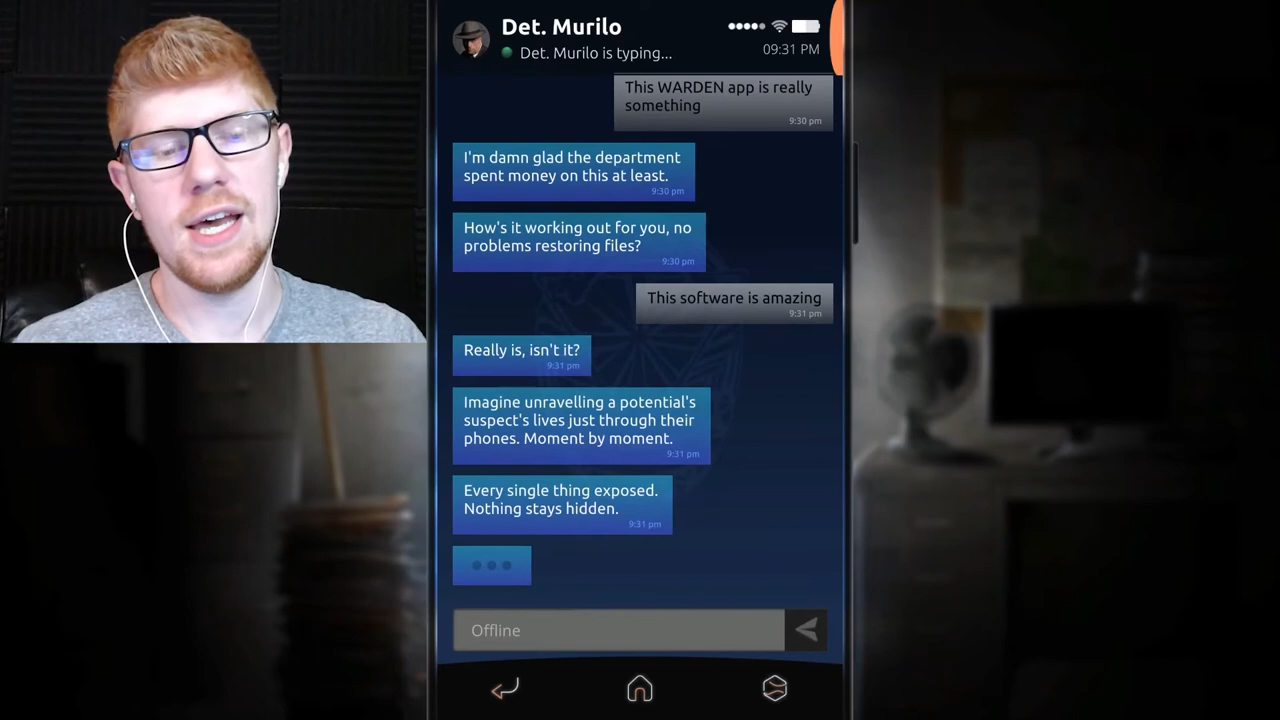 Det. Murilo
Det. Murilo is typing...
09:31 PM
This WARDEN app is really
something
9:30 pm
I'm damn glad the department
spent money on this at least.
9:30 pm
How's it working out for you, no
problems restoring files?
9:30 pm
This software is amazing
9:31 pm
Really is, isn't it?
9:31 pm
Imagine unravelling a potential's
suspect's lives just through their
phones. Moment by moment.
9:31 pm
Every single thing exposed.
Nothing stays hidden.
9:31 pm
Offline